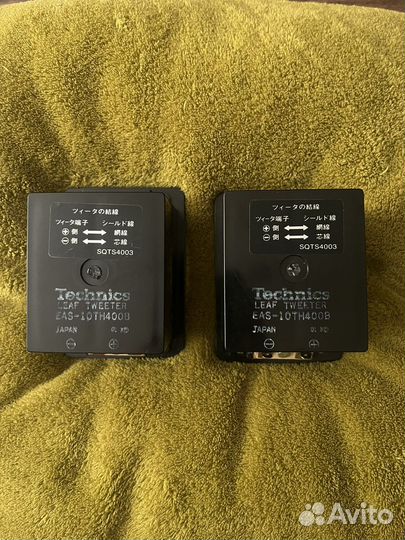 ツィータの結線
ツィータ端子 シールド線
⊕側 ⟷ 網線
⊖側 ⟷ 芯線
SQTS4003
Technics
LEAF TWEETER
EAS-10TH400B
JAPAN
⊖ ⊕
ツィータの結線
ツィータ端子 シールド線
⊕側 ⟷ 網線
⊖側 ⟷ 芯線
SQTS4003
Technics
LEAF TWEETER
EAS-10TH400B
JAPAN
⊖ ⊕
Avito